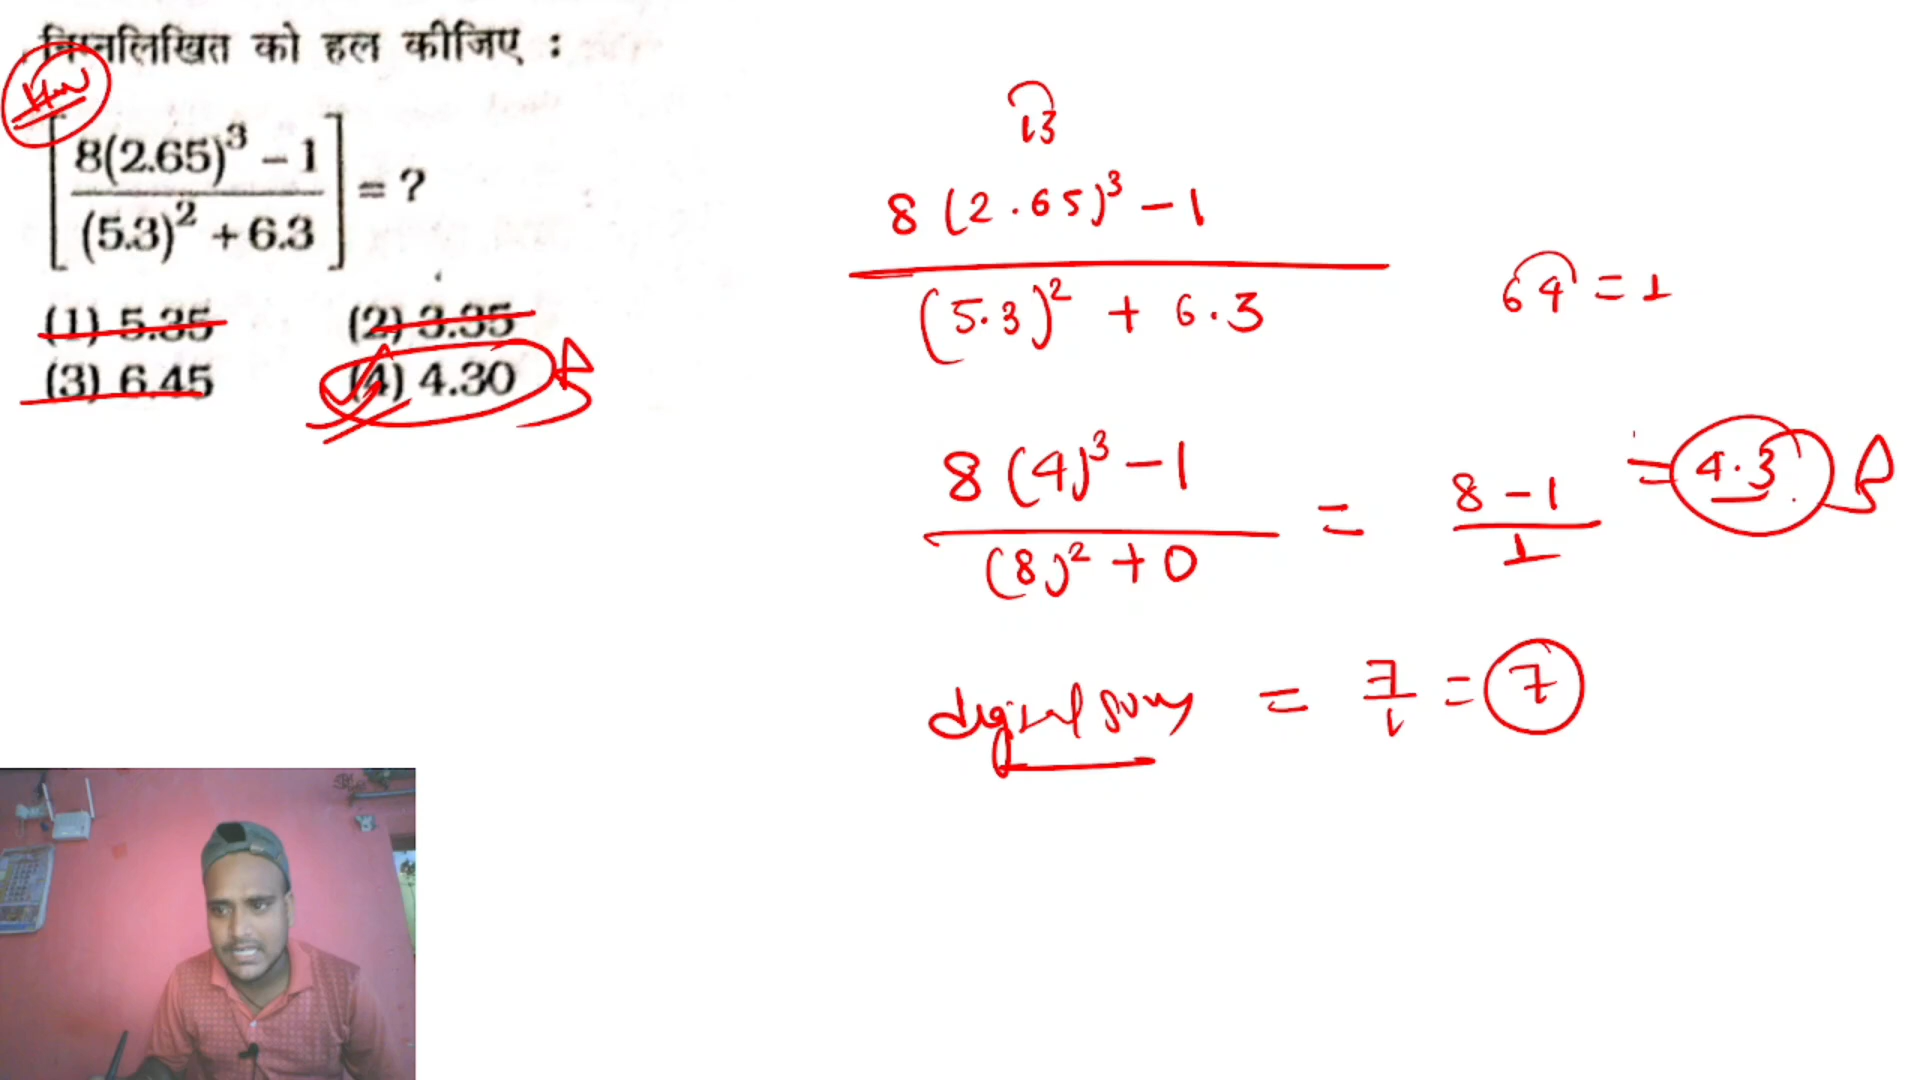 निम्नलिखित को हल कीजिए :
HW
[8(2.65)³ − 1 / (5.3)² + 6.3] = ?
(1) 5.35 (2) 3.35
(3) 6.45 (4) 4.30
13
8 (2.65)³ − 1
(5.3)² + 6.3
64 = 1
8 (4)³ − 1
(8)² + 0
= 8 − 1
1
= 4.3
digital sum = 7/1 = 7